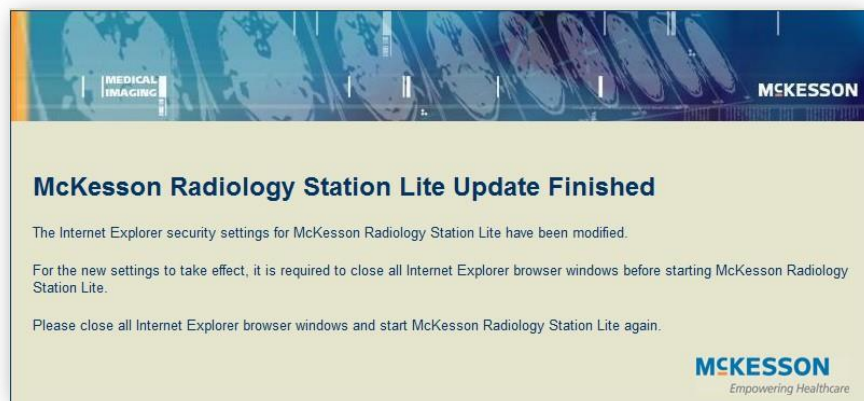 MEDICAL
IMAGING
MCKESSON
McKesson Radiology Station Lite Update Finished
The Internet Explorer security settings for McKesson Radiology Station Lite have been modified.
For the new settings to take effect, it is required to close all Internet Explorer browser windows before starting McKesson Radiology
Station Lite.
Please close all Internet Explorer browser windows and start McKesson Radiology Station Lite again.
MCKESSON
Empowering Healthcare